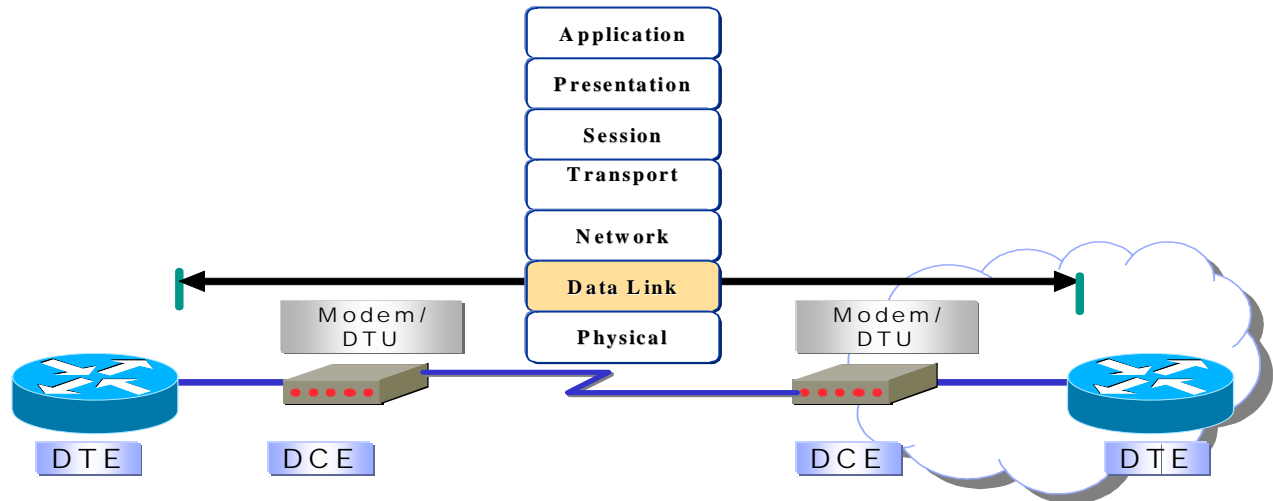 Application
Presentation
Session
Transport
Network
Data Link
Physical
Modem/
DTU
Modem/
DTU
DTE
DCE
DCE
DTE